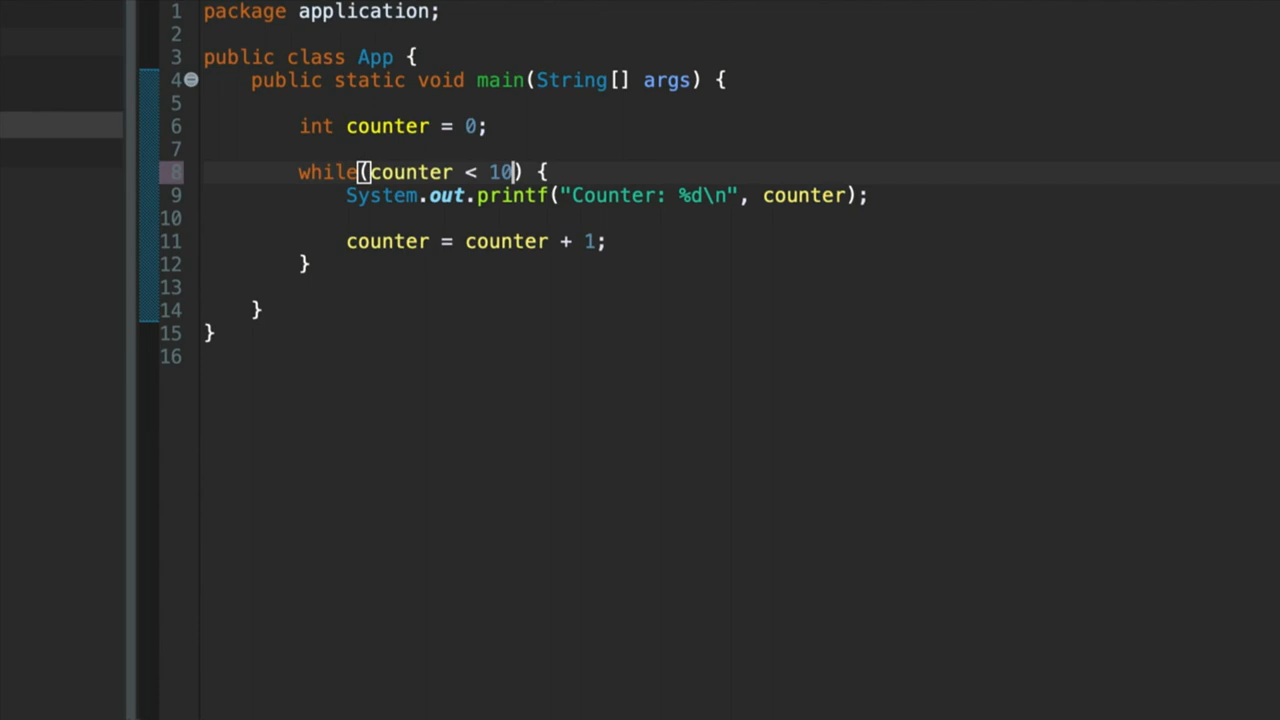 1 package application;
2
3 public class App {
4 public static void main(String[] args) {
5
6 int counter = 0;
7
8 while(counter < 10) {
9 System.out.printf("Counter: %d\n", counter);
10
11 counter = counter + 1;
12 }
13
14 }
15 }
16